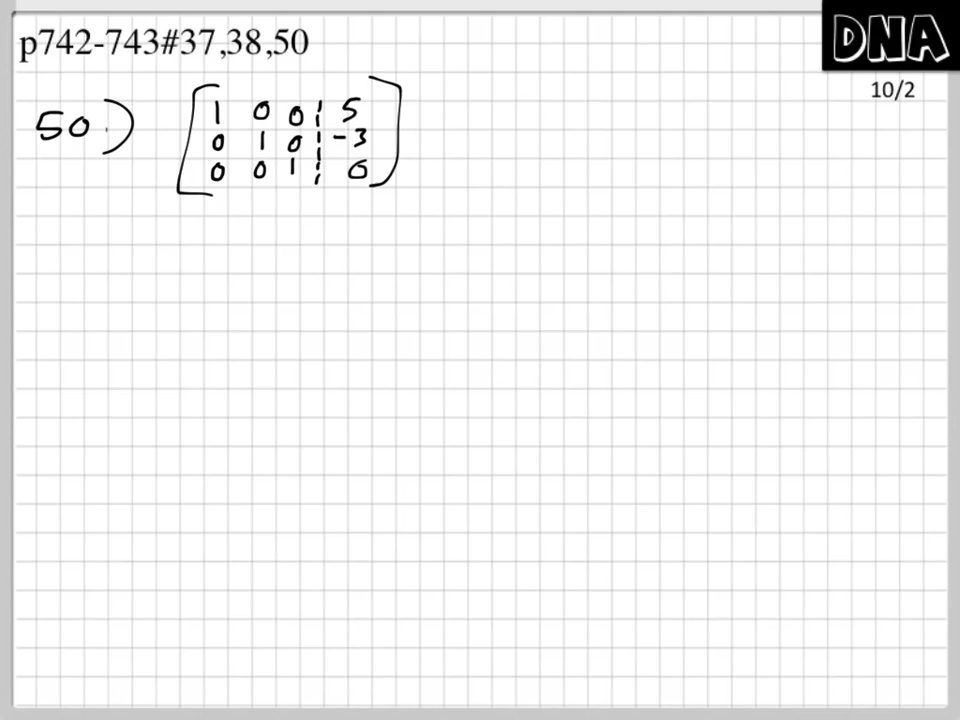 p742-743#37,38,50
DNA
10/2
50)
1 0 0 5
0 1 0 -3
0 0 1 0